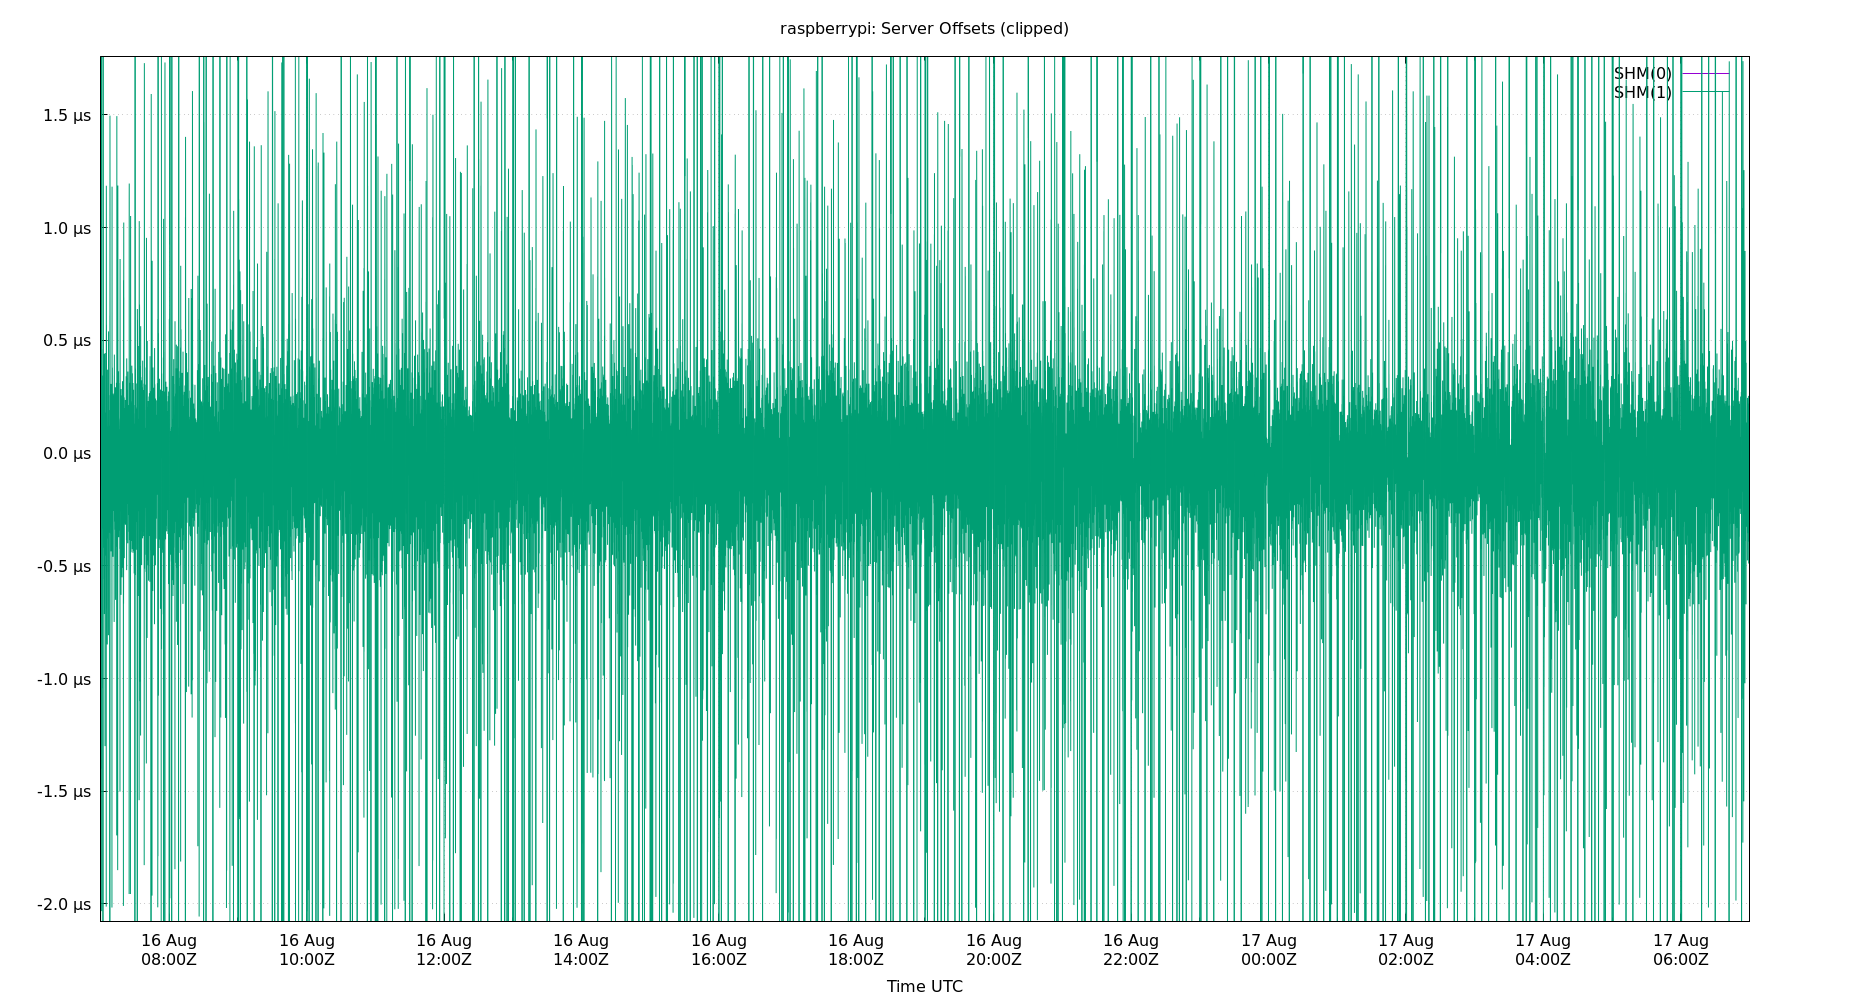 raspberrypi: Server Offsets (clipped)
SHM(0)
SHM(1)
1.5 µs
1.0 µs
0.5 µs
0.0 µs
-0.5 µs
-1.0 µs
-1.5 µs
-2.0 µs
16 Aug 16 Aug 16 Aug 16 Aug 16 Aug 16 Aug 16 Aug 16 Aug 17 Aug 17 Aug 17 Aug 17 Aug
08:00Z 10:00Z 12:00Z 14:00Z 16:00Z 18:00Z 20:00Z 22:00Z 00:00Z 02:00Z 04:00Z 06:00Z
Time UTC